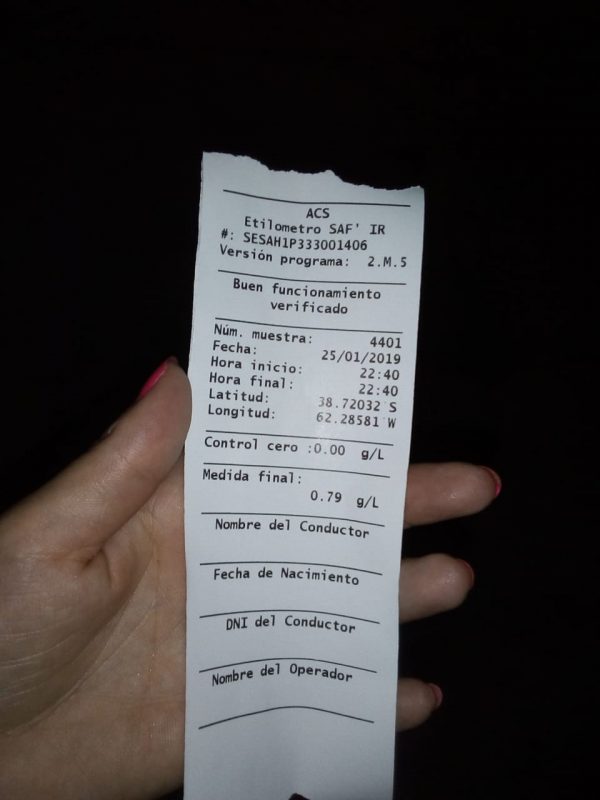 ACS
Etilometro SAF' IR
#: SESAH1P333001406
Versión programa: 2.M.5
Buen funcionamiento
verificado
Núm. muestra: 4401
Fecha: 25/01/2019
Hora inicio: 22:40
Hora final: 22:40
Latitud: 38.72032 S
Longitud: 62.28581 W
Control cero :0.00 g/L
Medida final:
0.79 g/L
Nombre del Conductor
Fecha de Nacimiento
DNI del Conductor
Nombre del Operador